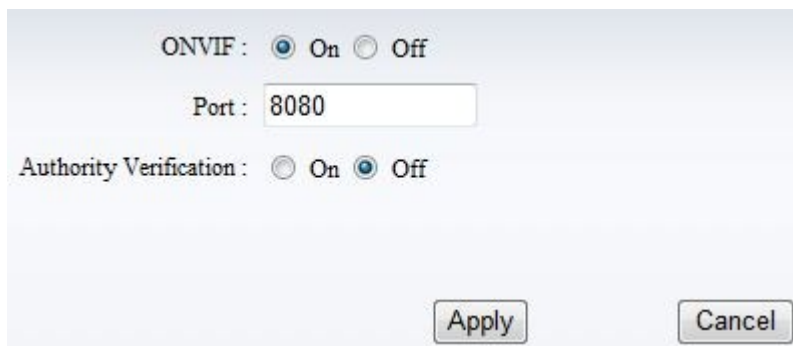 ONVIF : On Off
Port : 8080
Authority Verification : On Off
Apply Cancel